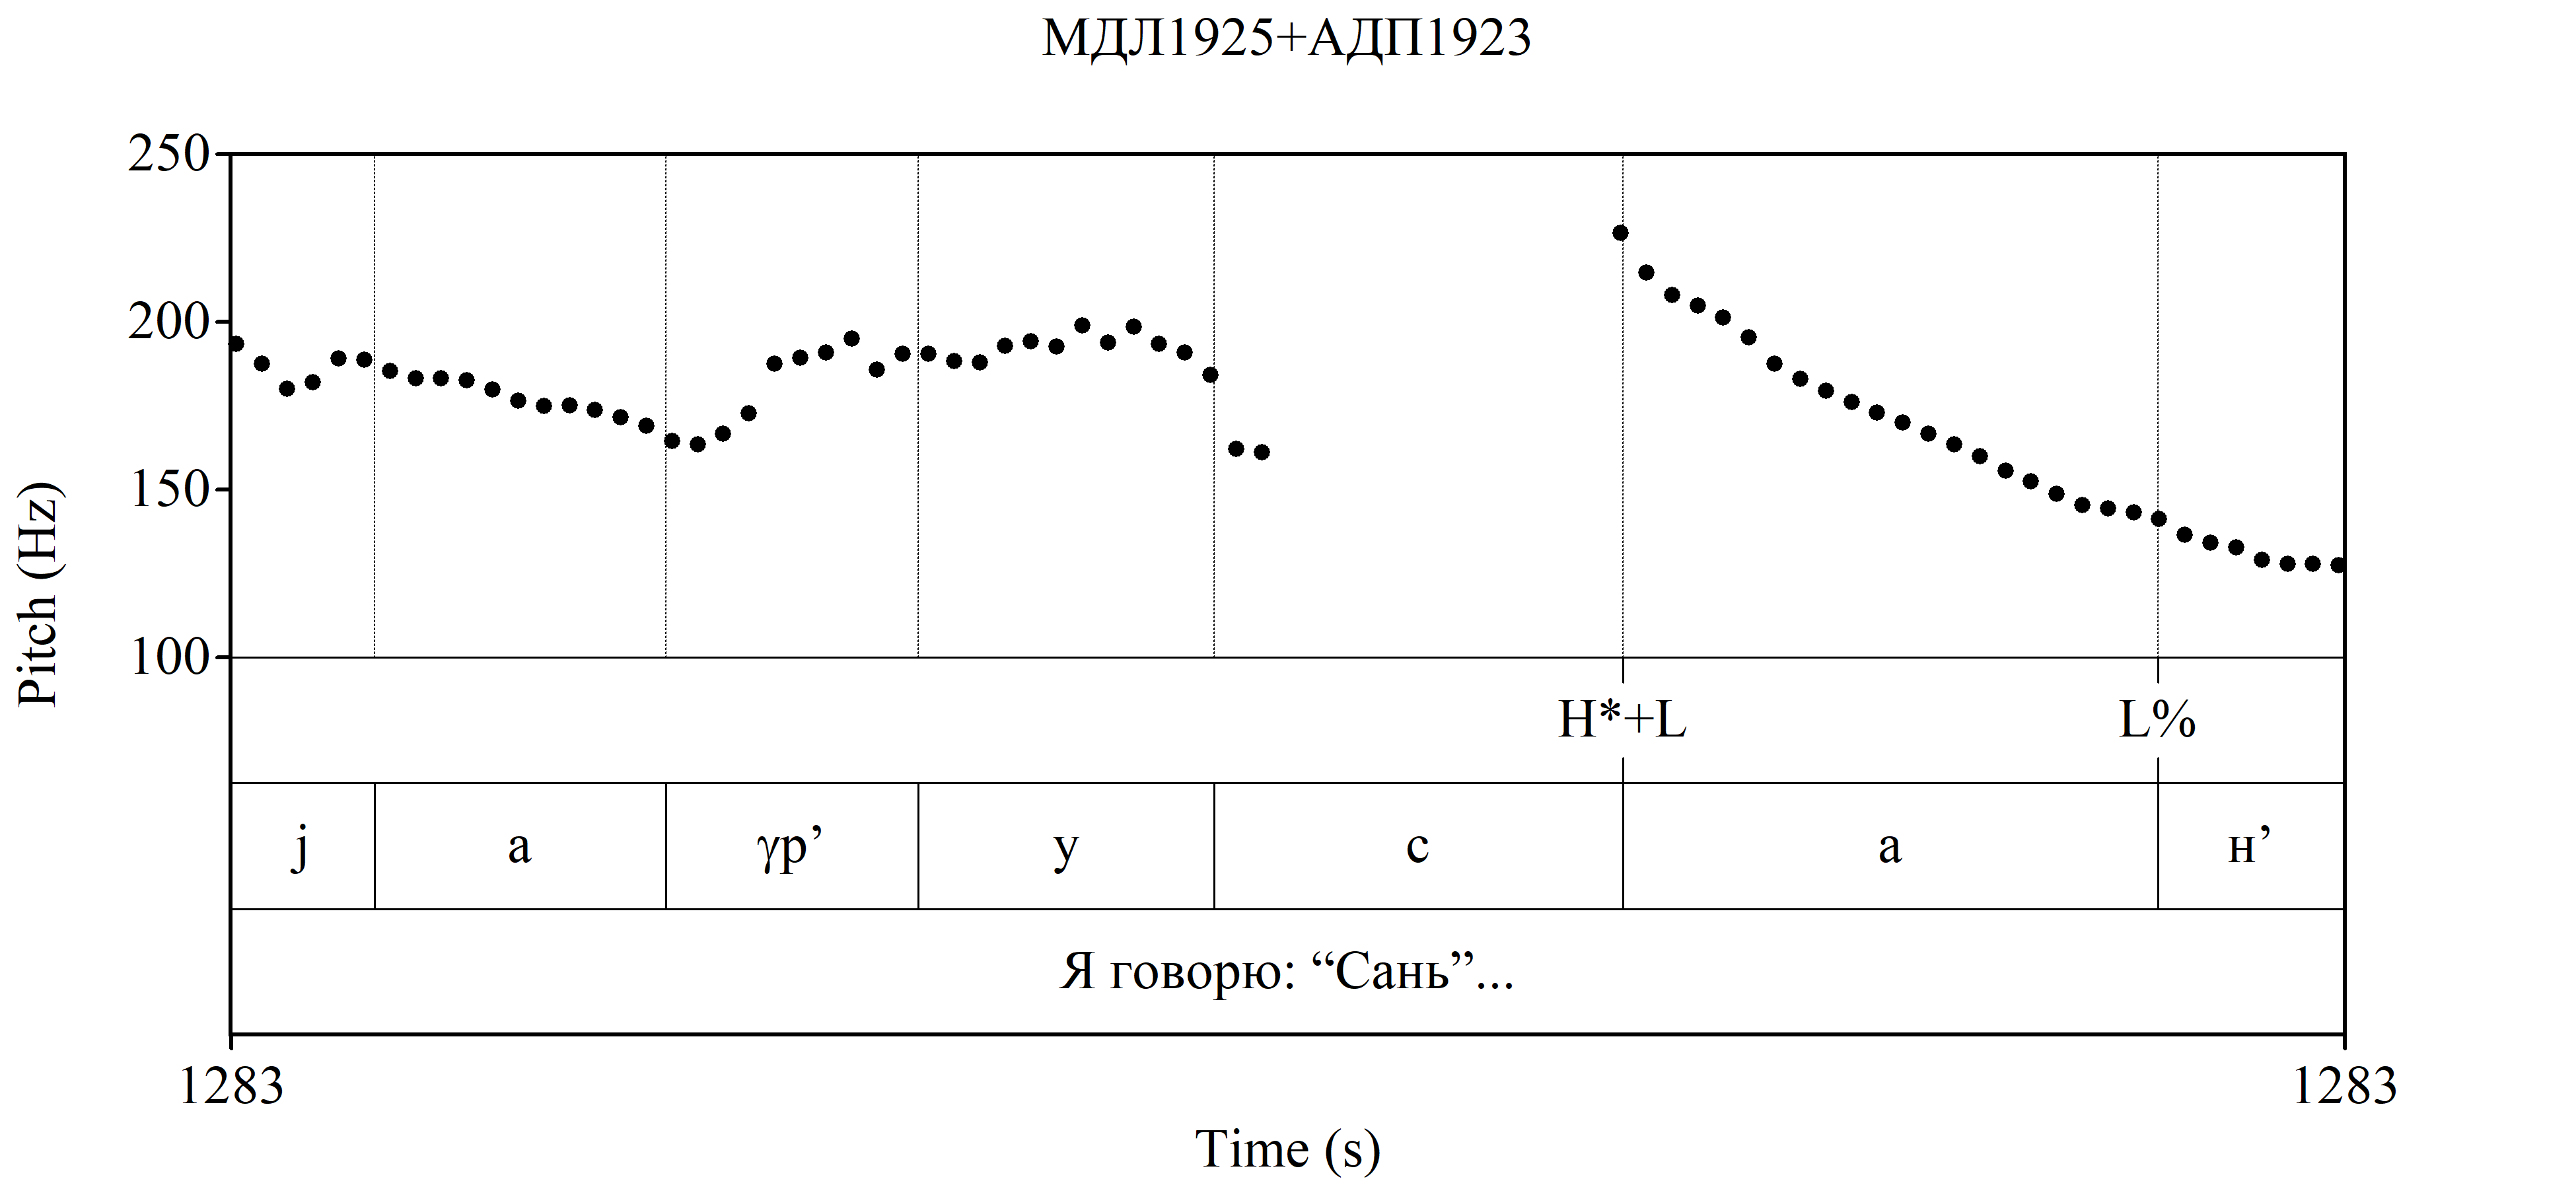 МДЛ1925+АДП1923
250
200
150
100
Pitch (Hz)
H*+L L%
j а γр’ у с а н’
Я говорю: “Сань”...
1283 1283
Time (s)